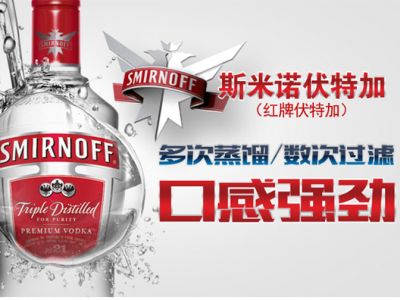 SMIRNOFF
斯米诺伏特加
(红牌伏特加)
多次蒸馏/数次过滤
口感强劲
SMIRNOFF
Triple Distilled
FOR PURITY
PREMIUM VODKA
21